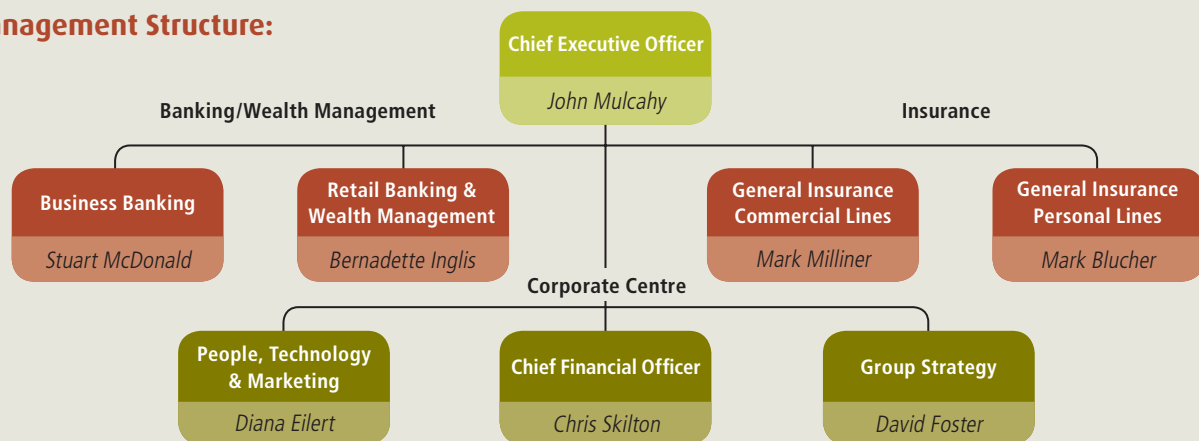 nagement Structure:
Chief Executive Officer
John Mulcahy
Banking/Wealth Management
Insurance
Business Banking
Stuart McDonald
Retail Banking &
Wealth Management
Bernadette Inglis
General Insurance
Commercial Lines
Mark Milliner
General Insurance
Personal Lines
Mark Blucher
Corporate Centre
People, Technology
& Marketing
Diana Eilert
Chief Financial Officer
Chris Skilton
Group Strategy
David Foster